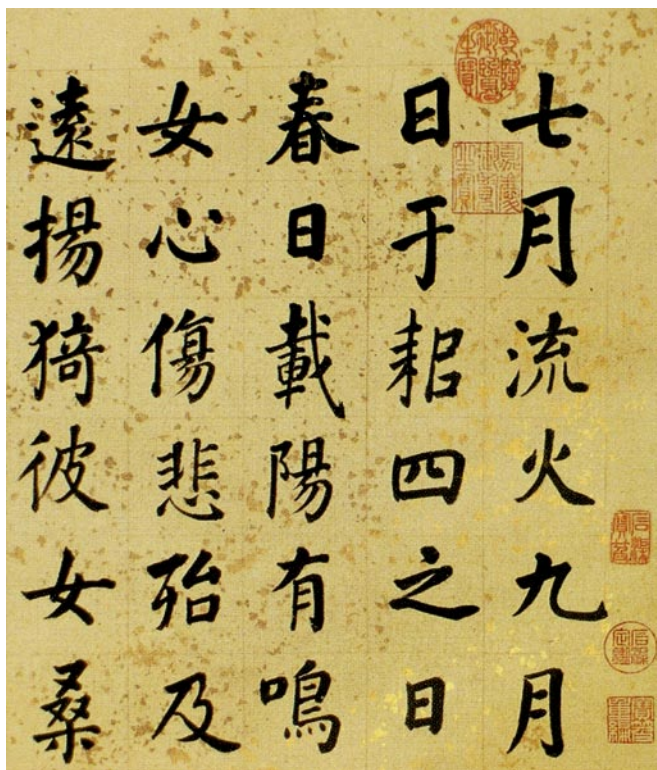 七月流火九月
日于耜四之日
春日載陽有鳴
女心傷悲殆及
遠揚猗彼女桑